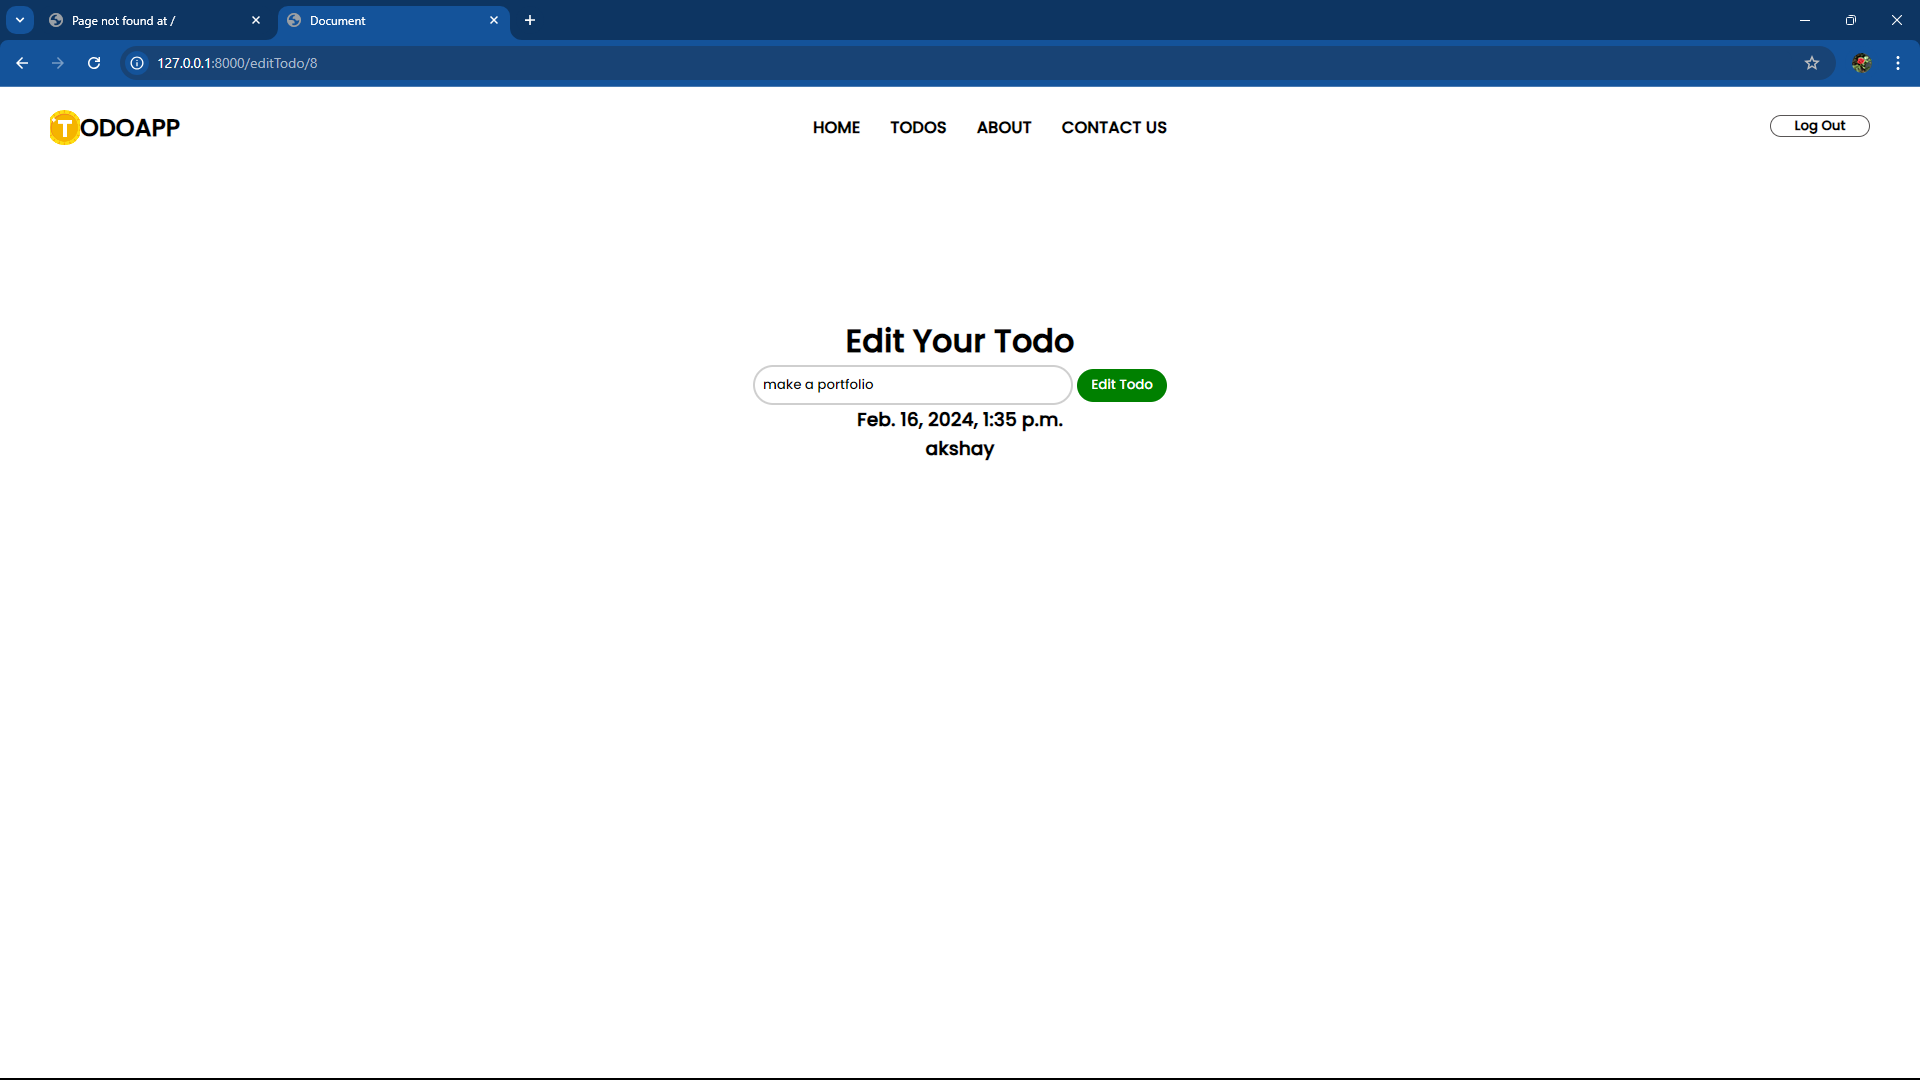 Page not found at /
Document
127.0.0.1:8000/editTodo/8
TODOAPP
HOME TODOS ABOUT CONTACT US
Log Out
Edit Your Todo
make a portfolio
Edit Todo
Feb. 16, 2024, 1:35 p.m.
akshay